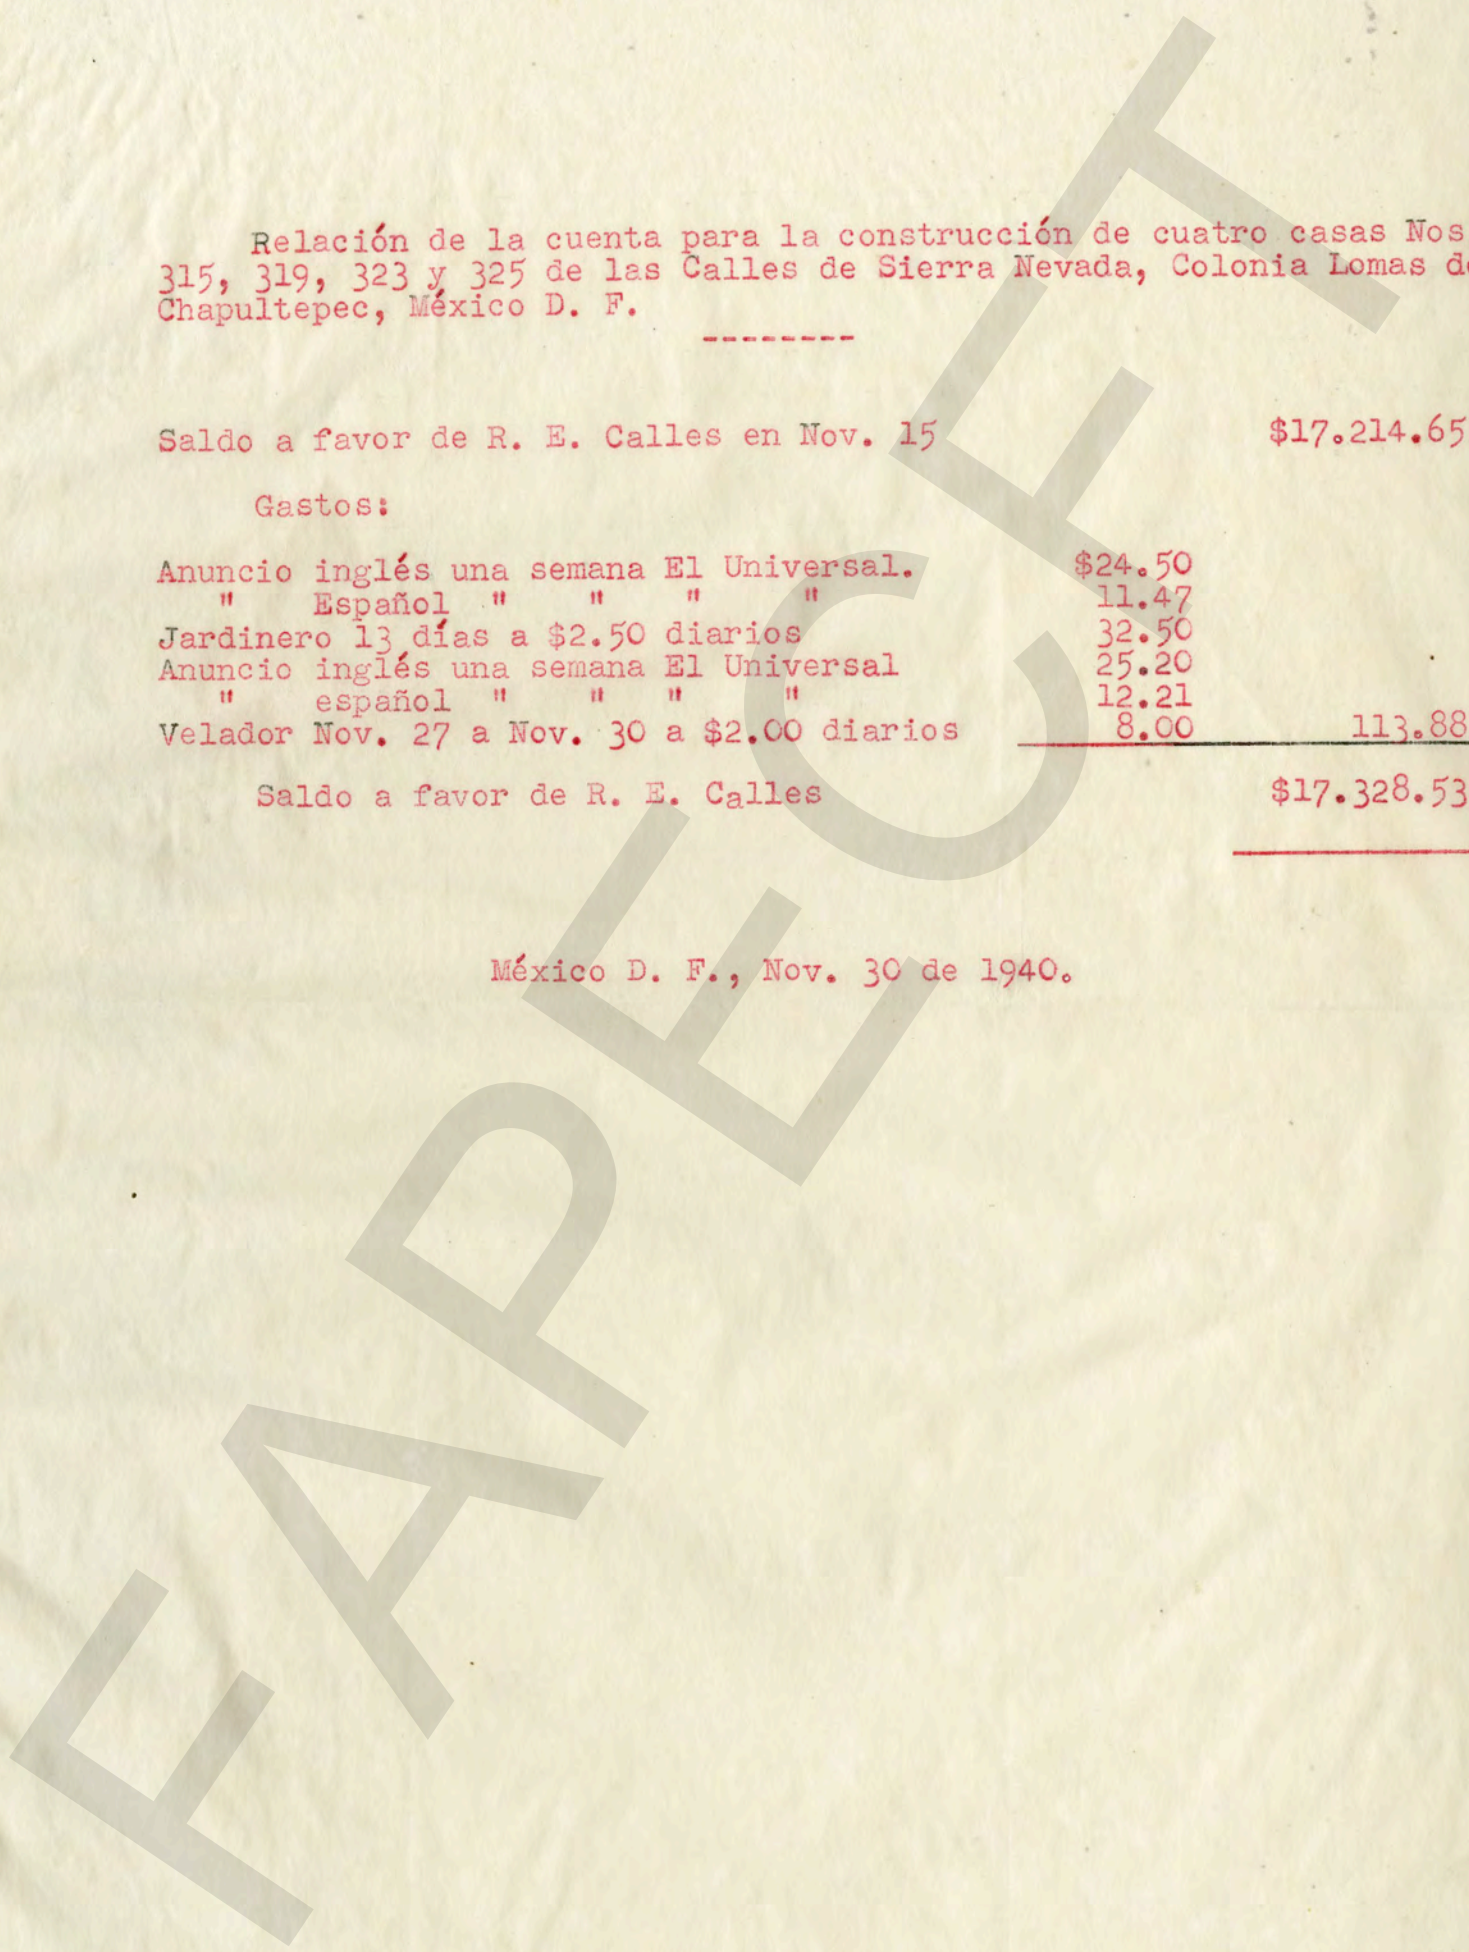 Relación de la cuenta para la construcción de cuatro casas Nos
315, 319, 323 y 325 de las Calles de Sierra Nevada, Colonia Lomas de
Chapultepec, México D. F.
--------
Saldo a favor de R. E. Calles en Nov. 15 $17.214.65
Gastos:
Anuncio inglés una semana El Universal. $24.50
" Español " " " " 11.47
Jardinero 13 días a $2.50 diarios 32.50
Anuncio inglés una semana El Universal 25.20
" español " " " " 12.21
Velador Nov. 27 a Nov. 30 a $2.00 diarios 8.00 113.88
Saldo a favor de R. E. Calles $17.328.53
México D. F., Nov. 30 de 1940.
FAPECFT